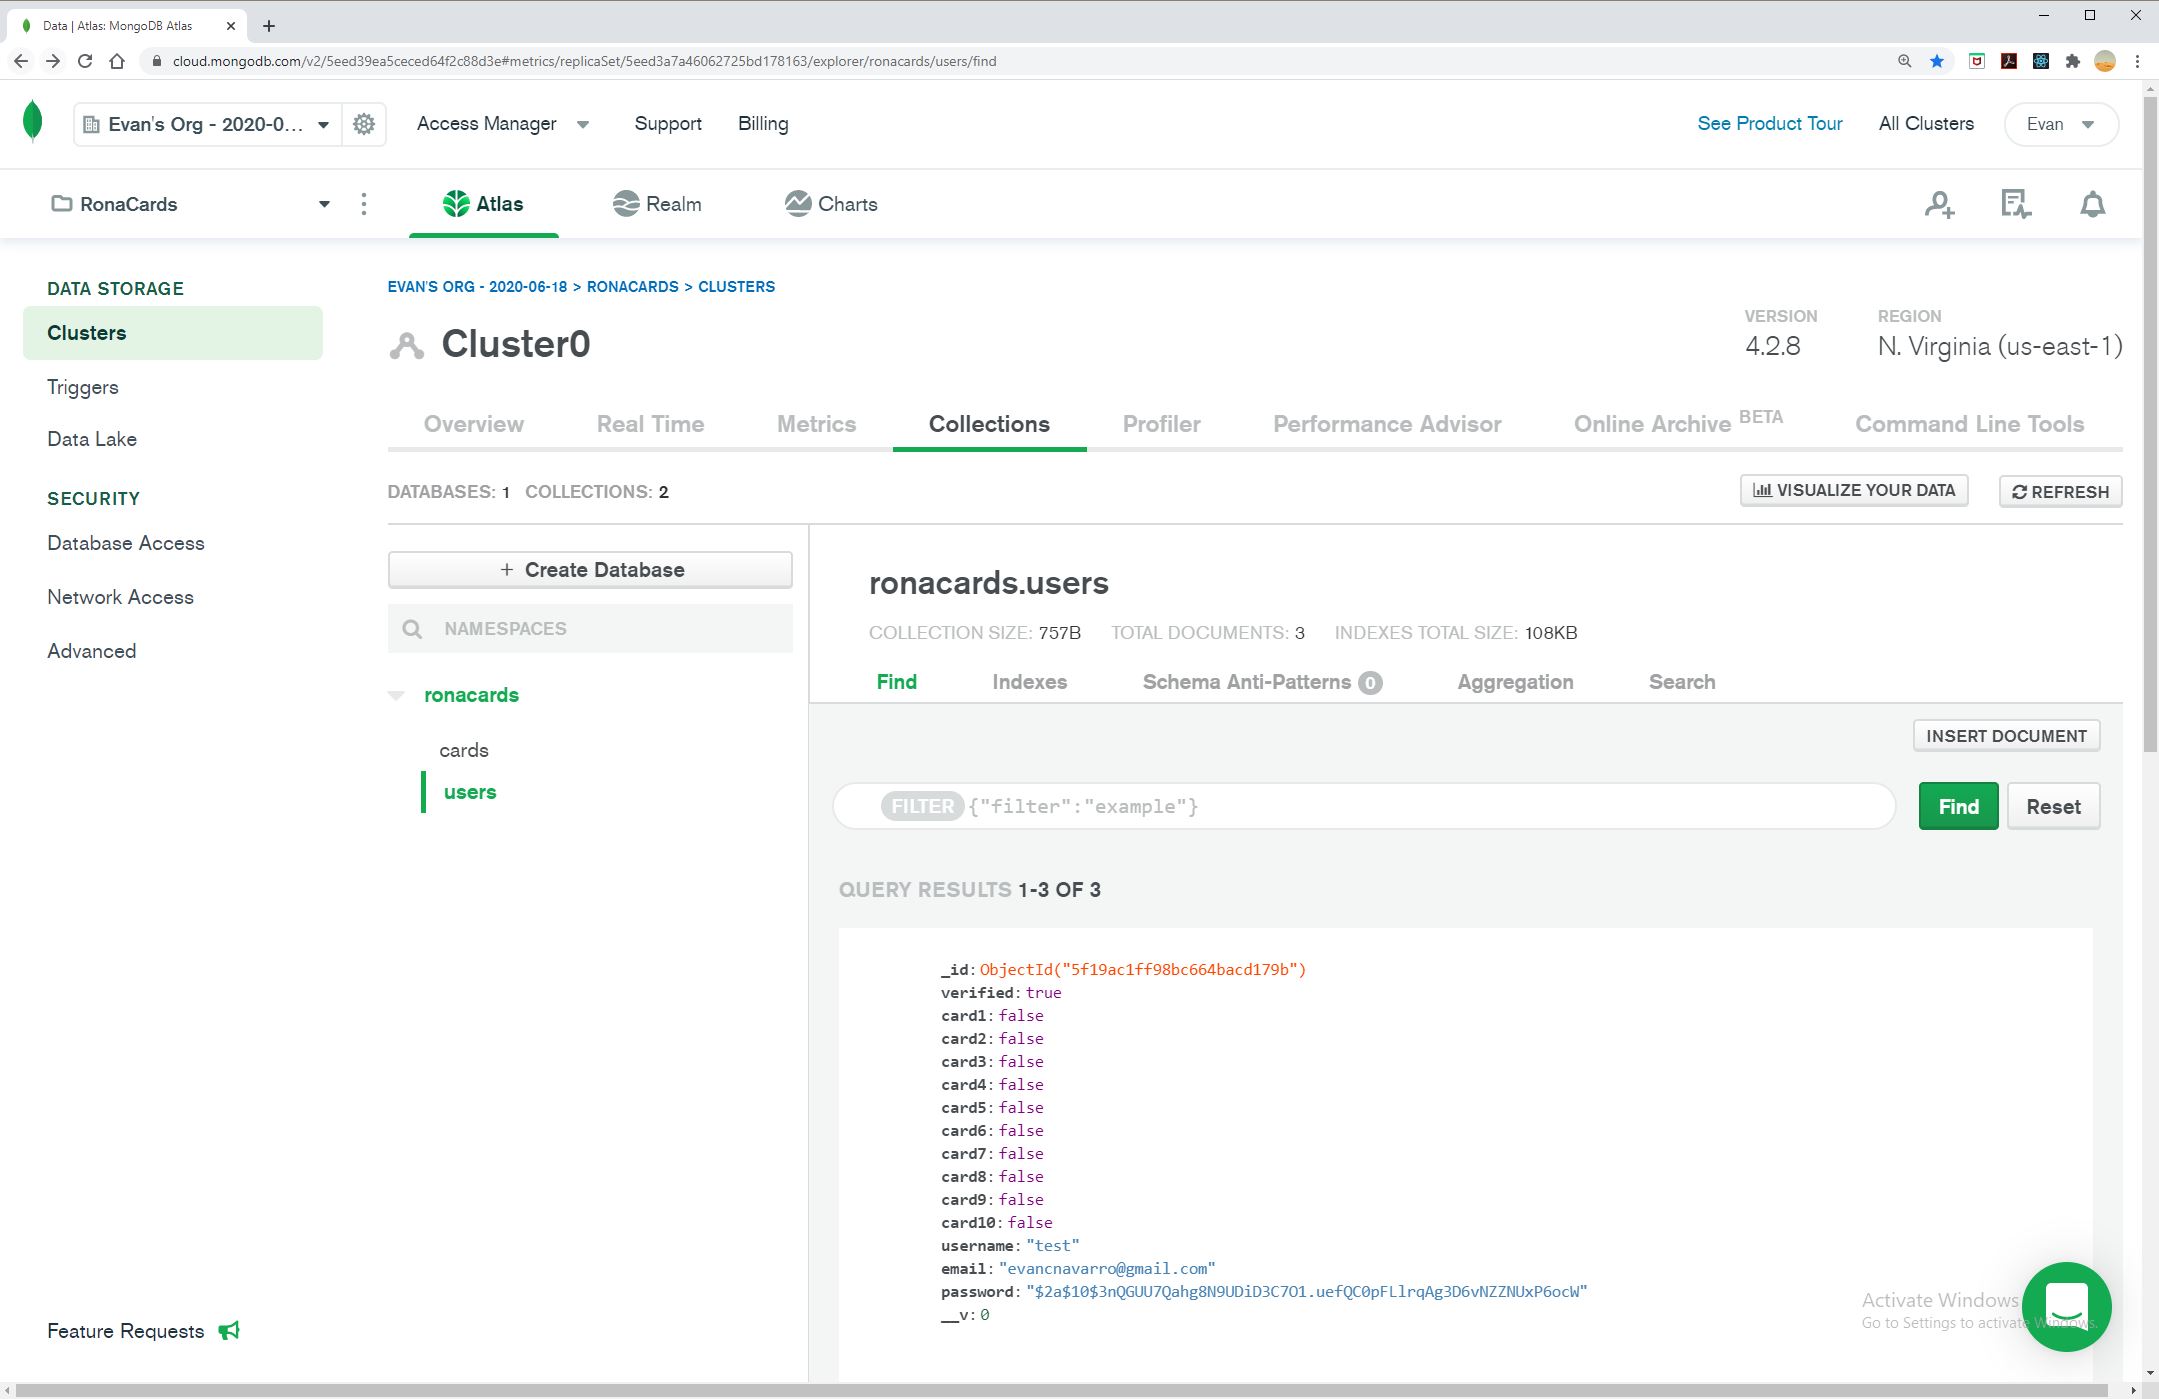 Data | Atlas: MongoDB Atlas
cloud.mongodb.com/v2/5eed39ea5ceced64f2c88d3e#metrics/replicaSet/5eed3a7a46062725bd178163/explorer/ronacards/users/find
Evan's Org - 2020-0... Access Manager Support Billing See Product Tour All Clusters Evan
RonaCards Atlas Realm Charts
DATA STORAGE
Clusters
Triggers
Data Lake
SECURITY
Database Access
Network Access
Advanced
Feature Requests
EVAN'S ORG - 2020-06-18 > RONACARDS > CLUSTERS
Cluster0
VERSION
4.2.8
REGION
N. Virginia (us-east-1)
Overview Real Time Metrics Collections Profiler Performance Advisor Online Archive BETA Command Line Tools
DATABASES: 1 COLLECTIONS: 2
VISUALIZE YOUR DATA REFRESH
+ Create Database
NAMESPACES
ronacards
cards
users
ronacards.users
COLLECTION SIZE: 757B TOTAL DOCUMENTS: 3 INDEXES TOTAL SIZE: 108KB
Find Indexes Schema Anti-Patterns 0 Aggregation Search
INSERT DOCUMENT
FILTER {"filter":"example"}
Find Reset
QUERY RESULTS 1-3 OF 3
_id: ObjectId("5f19ac1ff98bc664bacd179b")
verified: true
card1: false
card2: false
card3: false
card4: false
card5: false
card6: false
card7: false
card8: false
card9: false
card10: false
username: "test"
email: "evancnavarro@gmail.com"
password: "$2a$10$3nQGUU7Qahg8N9UDiD3C7O1.uefQC0pFLlrqAg3D6vNZZNUxP6ocW"
__v: 0
Activate Windows
Go to Settings to activate Windows.